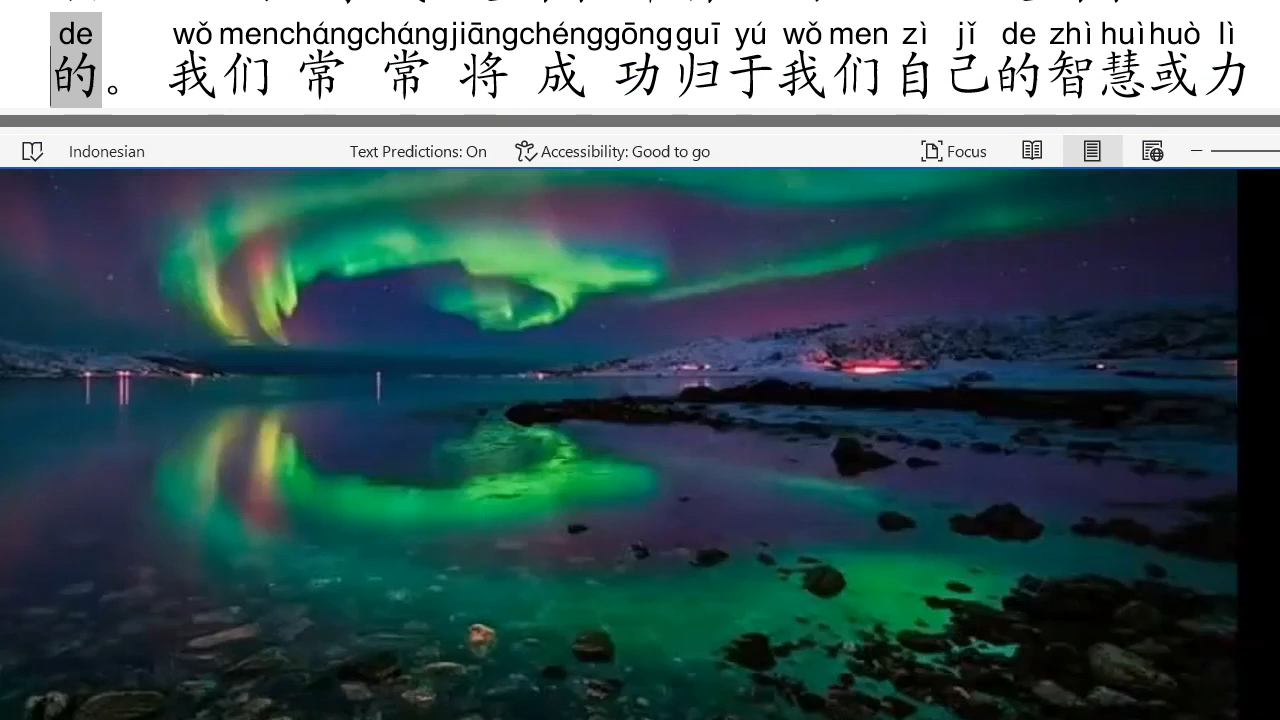 de wǒ men cháng cháng jiāng chéng gōng guī yú wǒ men zì jǐ de zhì huì huò lì
的。我们常常将成功归于我们自己的智慧或力
Indonesian Text Predictions: On Accessibility: Good to go Focus